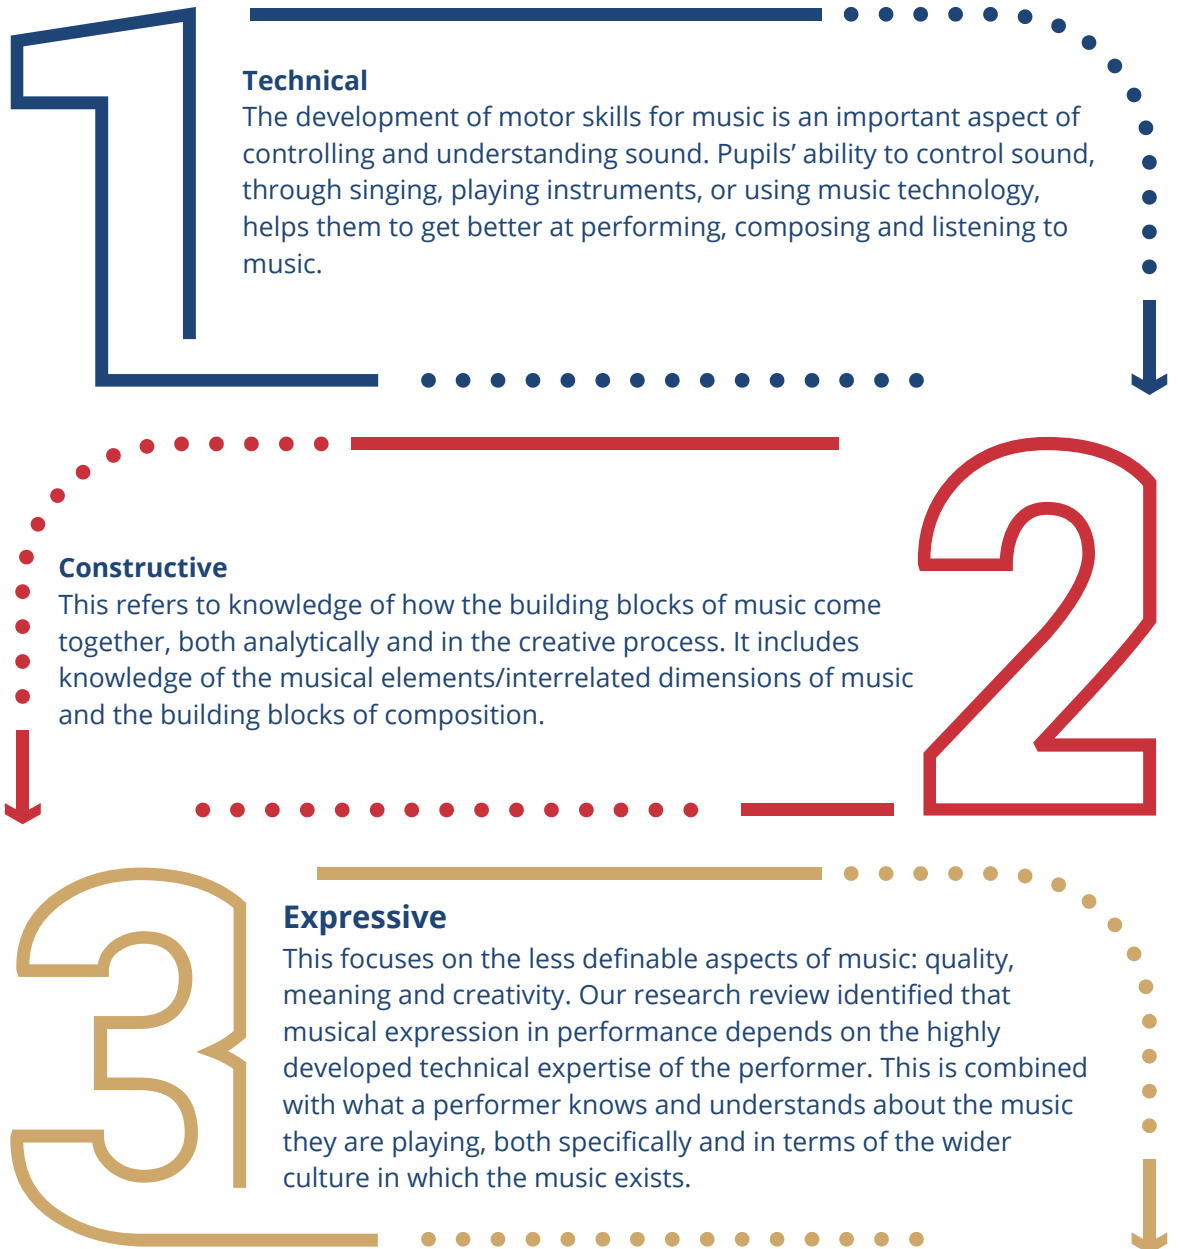 1
Technical
The development of motor skills for music is an important aspect of
controlling and understanding sound. Pupils’ ability to control sound,
through singing, playing instruments, or using music technology,
helps them to get better at performing, composing and listening to
music.
2
Constructive
This refers to knowledge of how the building blocks of music come
together, both analytically and in the creative process. It includes
knowledge of the musical elements/interrelated dimensions of music
and the building blocks of composition.
3
Expressive
This focuses on the less definable aspects of music: quality,
meaning and creativity. Our research review identified that
musical expression in performance depends on the highly
developed technical expertise of the performer. This is combined
with what a performer knows and understands about the music
they are playing, both specifically and in terms of the wider
culture in which the music exists.